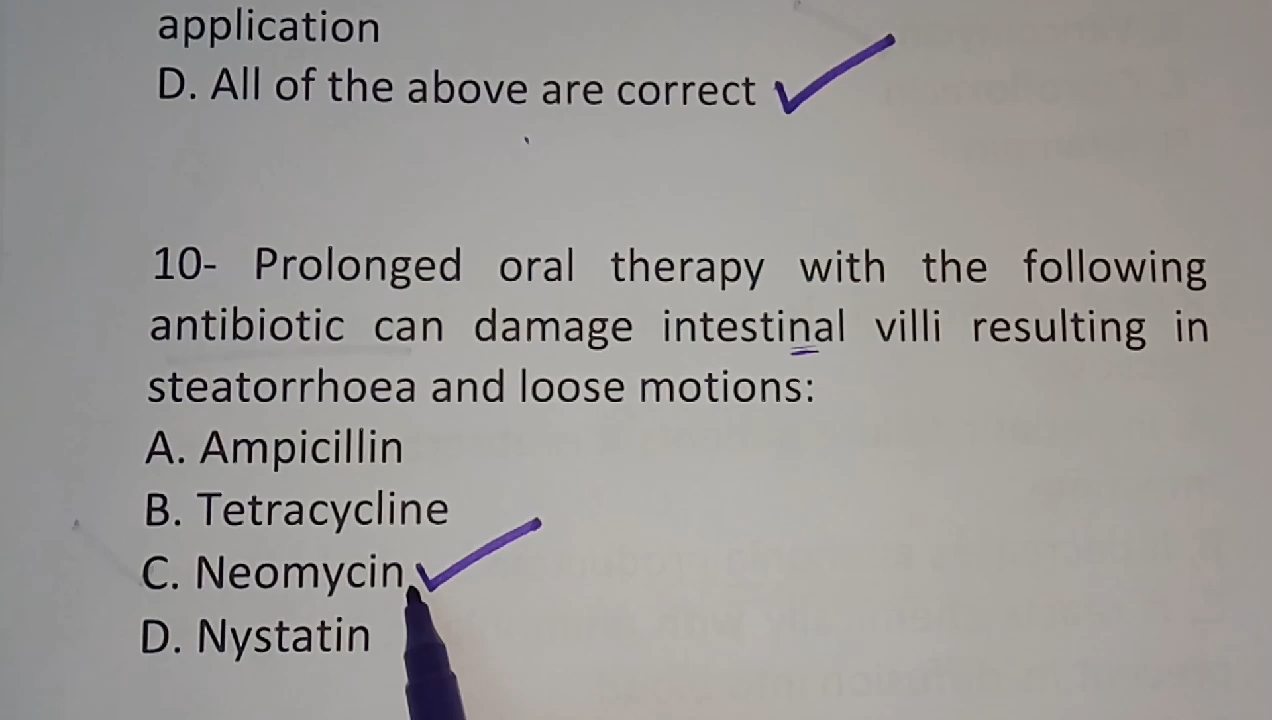 application
D. All of the above are correct
10- Prolonged oral therapy with the following
antibiotic can damage intestinal villi resulting in
steatorrhoea and loose motions:
A. Ampicillin
B. Tetracycline
C. Neomycin
D. Nystatin